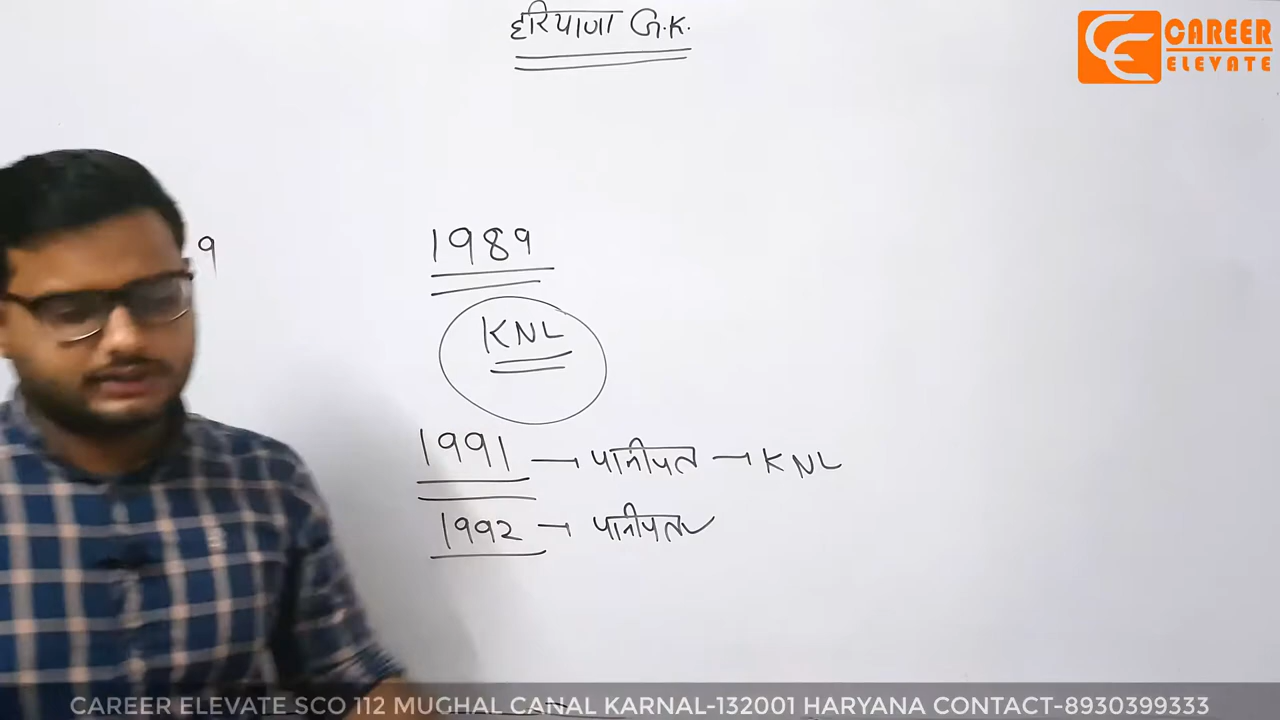 हरियाणा G.K.
CAREER
ELEVATE
9
1989
KNL
1991 → पानीपत → KNL
1992 → पानीपत ✓
CAREER ELEVATE SCO 112 MUGHAL CANAL KARNAL-132001 HARYANA CONTACT-8930399333